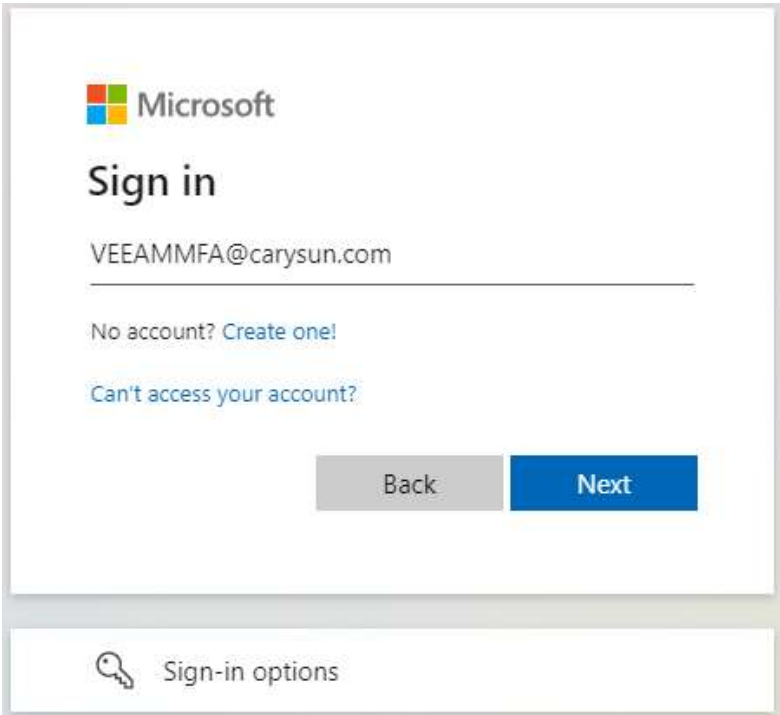 Microsoft
Sign in
VEEAMMFA@carysun.com
No account? Create one!
Can't access your account?
Back Next
Sign-in options